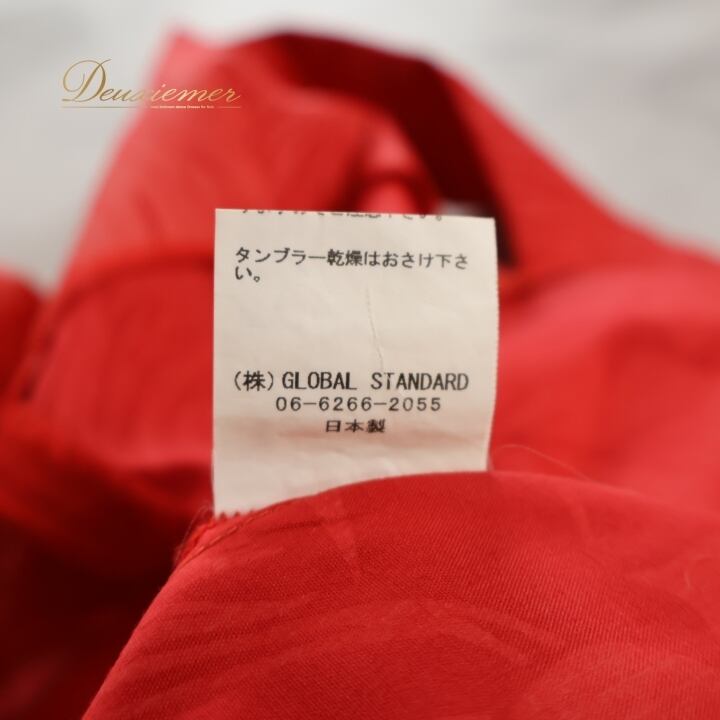 Deuxiemer
タンブラー乾燥はおさけ下さ
い。
(株) GLOBAL STANDARD
06-6266-2055
日本製